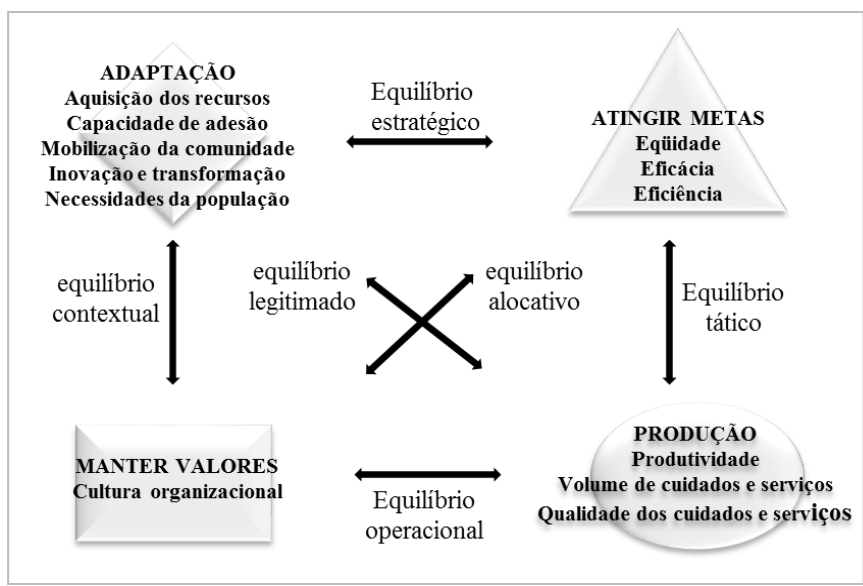 ADAPTAÇÃO
Aquisição dos recursos
Capacidade de adesão
Mobilização da comunidade
Inovação e transformação
Necessidades da população
Equilíbrio
estratégico
ATINGIR METAS
Eqüidade
Eficácia
Eficiência
equilíbrio
contextual
equilíbrio
legitimado
equilíbrio
alocativo
Equilíbrio
tático
MANTER VALORES
Cultura organizacional
Equilíbrio
operacional
PRODUÇÃO
Produtividade
Volume de cuidados e serviços
Qualidade dos cuidados e serviços